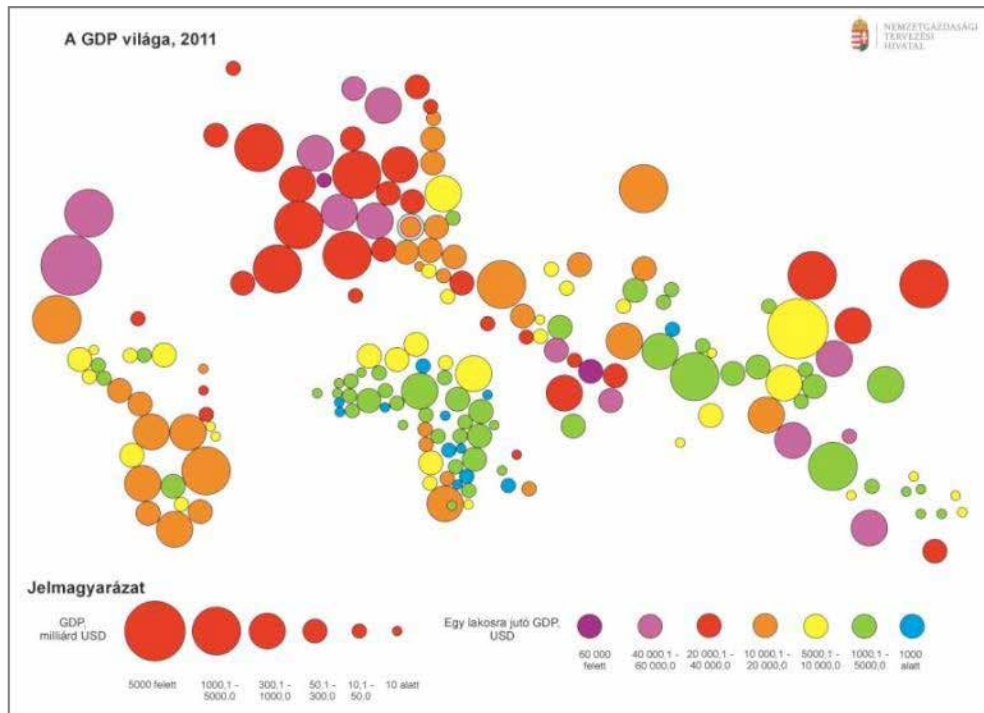 A GDP világa, 2011
NEMZETGAZDASÁGI
TERVEZÉSI
HIVATAL
Jelmagyarázat
GDP,
milliárd USD
5000 felett
1000,1 -
5000,0
300,1 -
1000,0
50,1 -
300,0
10,1 -
50,0
10 alatt
Egy lakosra jutó GDP,
USD
60 000
felett
40 000,1 -
60 000,0
20 000,1 -
40 000,0
10 000,1 -
20 000,0
5000,1 -
10 000,0
1000,1 -
5000,0
1000
alatt